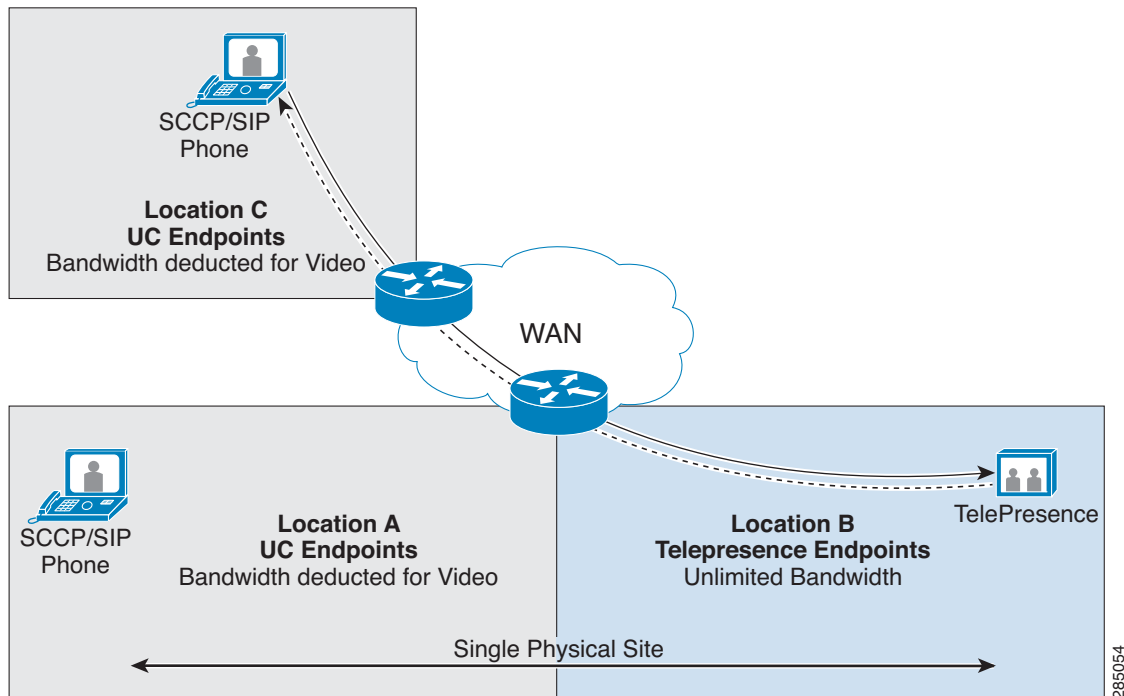 SCCP/SIP
Phone
Location C
UC Endpoints
Bandwidth deducted for Video
WAN
SCCP/SIP
Phone
Location A
UC Endpoints
Bandwidth deducted for Video
Location B
Telepresence Endpoints
Unlimited Bandwidth
TelePresence
Single Physical Site
285054